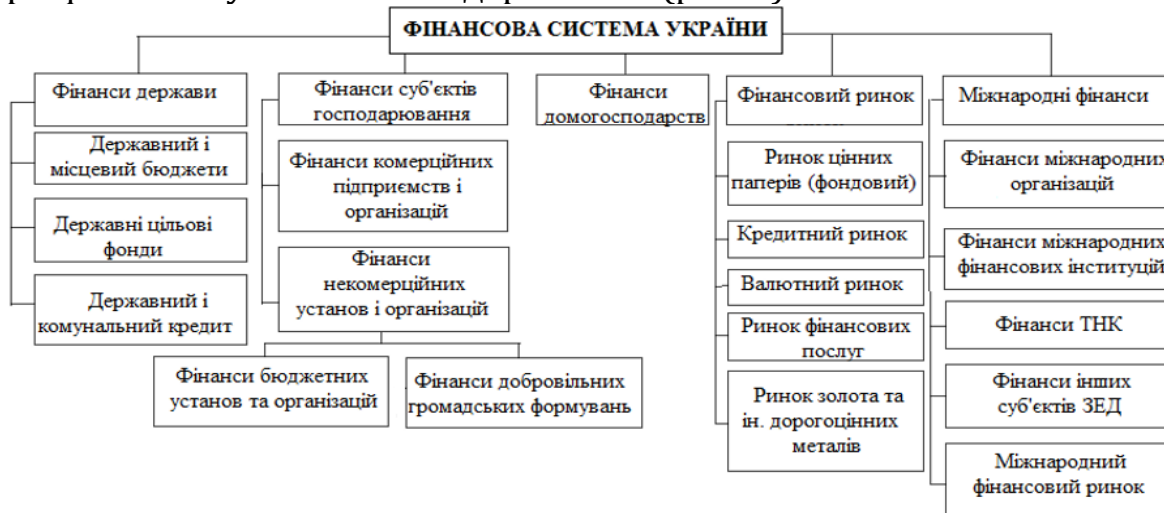 ФІНАНСОВА СИСТЕМА УКРАЇНИ
Фінанси держави
Державний і
місцевий бюджети
Державні цільові
фонди
Державний і
комунальний кредит
Фінанси суб'єктів
господарювання
Фінанси комерційних
підприємств і
організацій
Фінанси
некомерційних
установ і організацій
Фінанси бюджетних
установ та організацій
Фінанси добровільних
громадських формувань
Фінанси
домогосподарств
Фінансовий ринок
Ринок цінних
паперів (фондовий)
Кредитний ринок
Валютний ринок
Ринок фінансових
послуг
Ринок золота та
ін. дорогоцінних
металів
Міжнародні фінанси
Фінанси міжнародних
організацій
Фінанси міжнародних
фінансових інституцій
Фінанси ТНК
Фінанси інших
суб'єктів ЗЕД
Міжнародний
фінансовий ринок